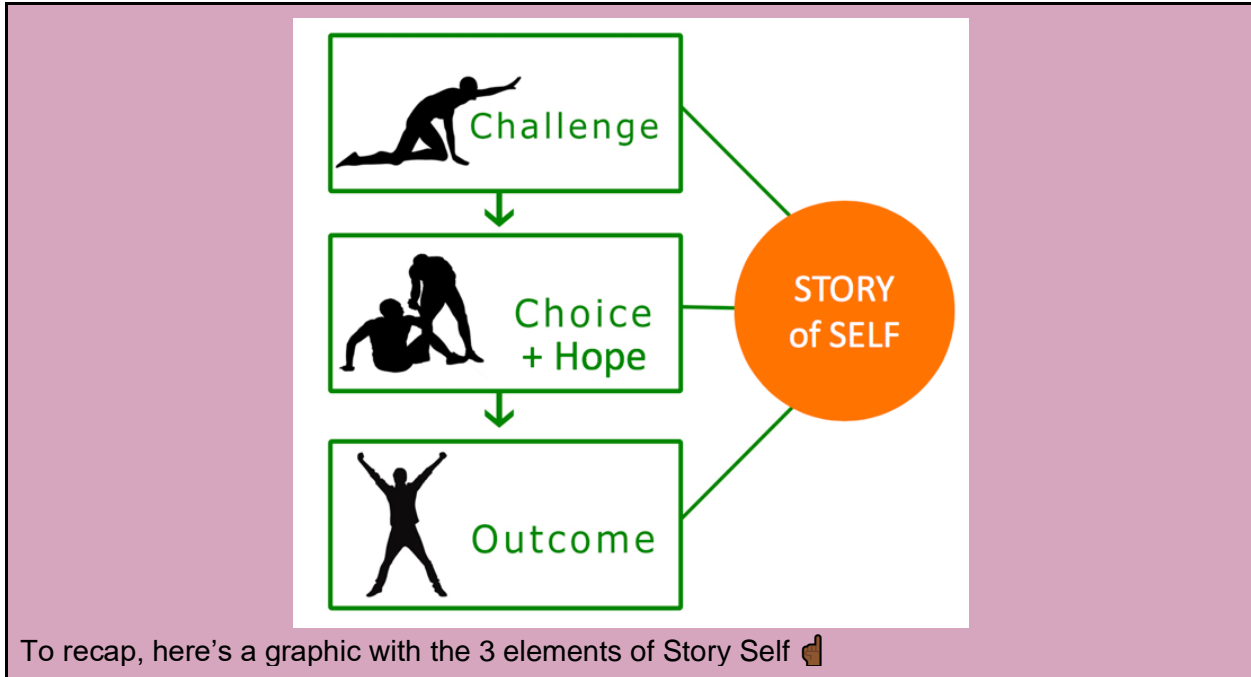 Challenge
Choice
+ Hope
Outcome
STORY
of SELF
To recap, here’s a graphic with the 3 elements of Story Self ☝🏾